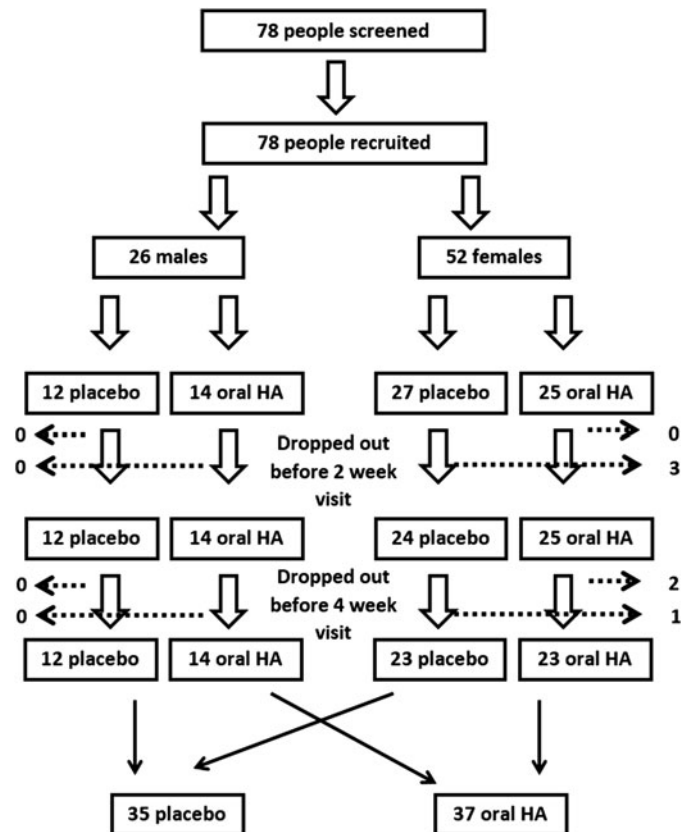 78 people screened
78 people recruited
26 males
52 females
12 placebo
14 oral HA
27 placebo
25 oral HA
0
0
Dropped out
before 2 week
visit
0
3
12 placebo
14 oral HA
24 placebo
25 oral HA
0
0
Dropped out
before 4 week
visit
2
1
12 placebo
14 oral HA
23 placebo
23 oral HA
35 placebo
37 oral HA